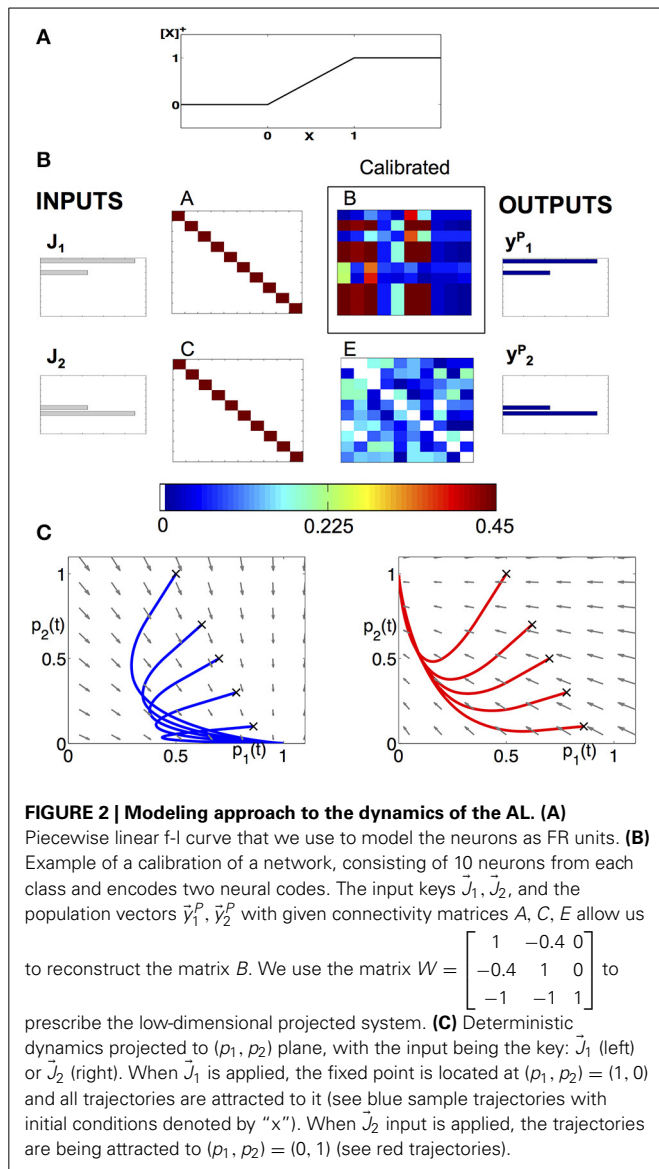 A
[X]⁺
1
0
0 X 1
B
Calibrated
INPUTS
A
B
OUTPUTS
J₁
yᴾ₁
J₂
C
E
yᴾ₂
0 0.225 0.45
C
1
p₂(t)
0.5
0
0.5 p₁(t) 1
1
p₂(t)
0.5
0
0 0.5 p₁(t) 1
FIGURE 2 | Modeling approach to the dynamics of the AL. (A)
Piecewise linear f-I curve that we use to model the neurons as FR units. (B)
Example of a calibration of a network, consisting of 10 neurons from each
class and encodes two neural codes. The input keys J⃗₁, J⃗₂, and the
population vectors y⃗₁ᴾ, y⃗₂ᴾ with given connectivity matrices A, C, E allow us
to reconstruct the matrix B. We use the matrix W = [1 −0.4 0
−0.4 1 0
−1 −1 1] to
prescribe the low-dimensional projected system. (C) Deterministic
dynamics projected to (p₁, p₂) plane, with the input being the key: J⃗₁ (left)
or J⃗₂ (right). When J⃗₁ is applied, the fixed point is located at (p₁, p₂) = (1, 0)
and all trajectories are attracted to it (see blue sample trajectories with
initial conditions denoted by “x”). When J⃗₂ input is applied, the trajectories
are being attracted to (p₁, p₂) = (0, 1) (see red trajectories).